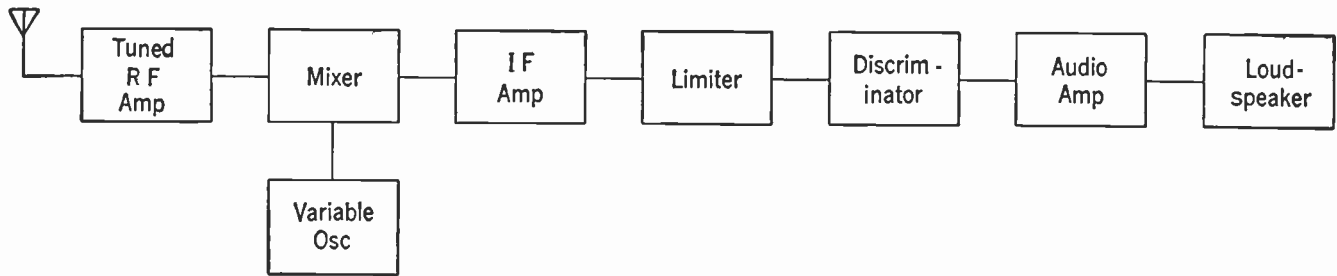 Tuned
R F
Amp
Mixer
I F
Amp
Limiter
Discrim -
inator
Audio
Amp
Loud-
speaker
Variable
Osc